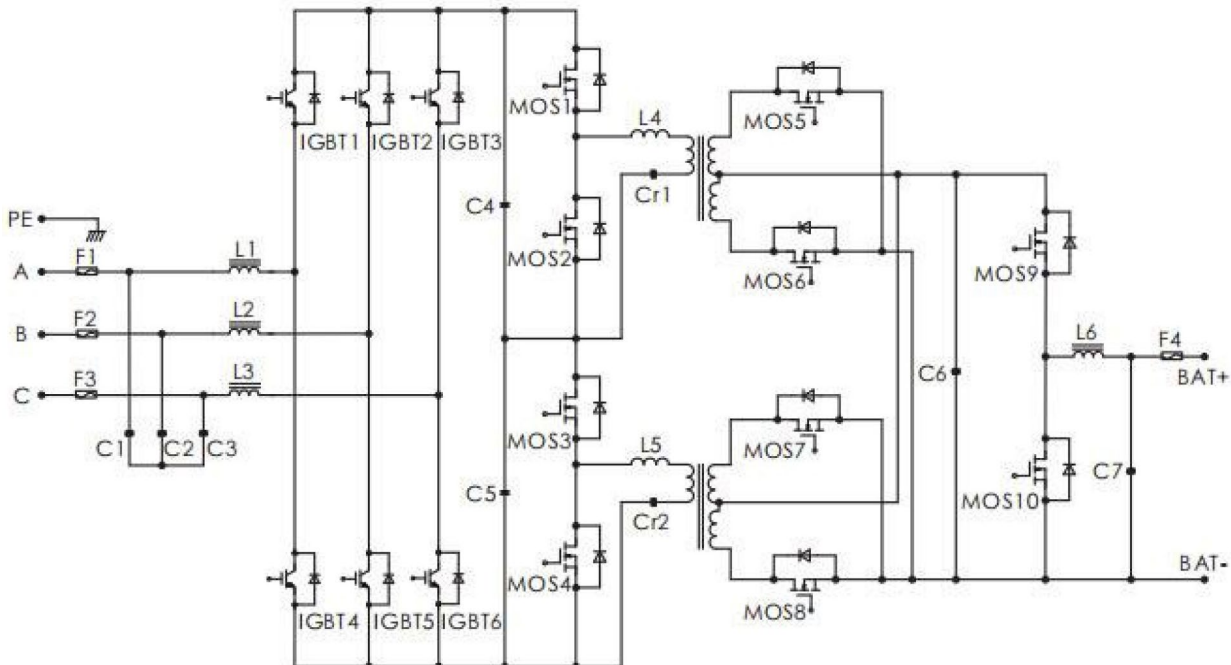 MOS1
MOS5
L4
IGBT1
IGBT2
IGBT3
Cr1
C4
PE
F1
L1
MOS2
MOS6
MOS9
A
F2
L2
B
L6
F4
F3
L3
C6
BAT+
C
MOS3
MOS7
L5
C1
C2
C3
C5
C7
MOS10
Cr2
MOS4
BAT-
MOS8
IGBT4
IGBT5
IGBT6